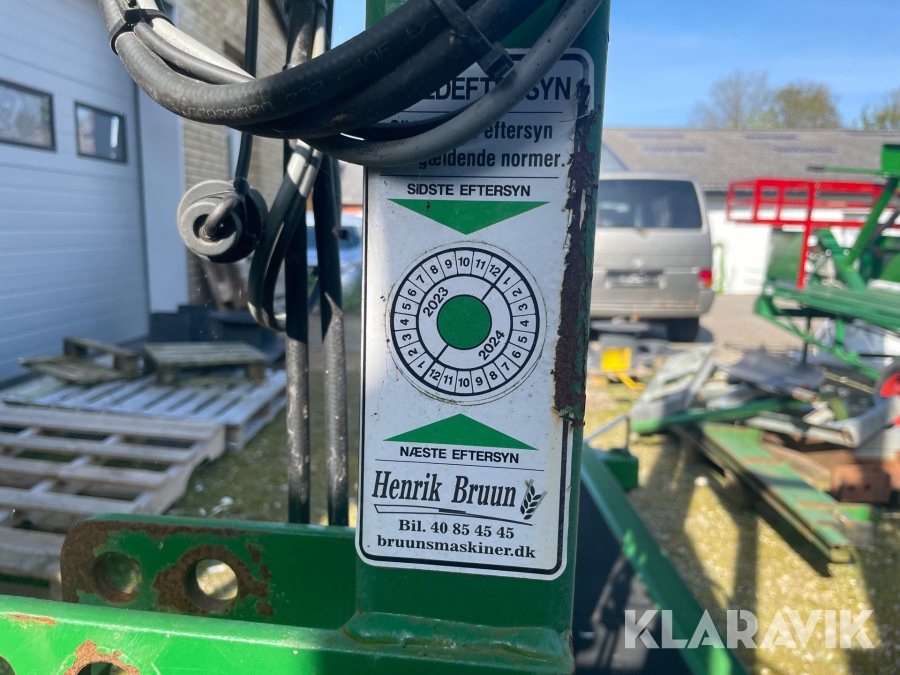 EFTERSYN
eftersyn
gældende normer.
SIDSTE EFTERSYN
1 2 3 4 5 6 7 8 9 10 11 12
2023
1 2 3 4 5 6 7 8 9 10 11 12
2024
NÆSTE EFTERSYN
Henrik Bruun
Bil. 40 85 45 45
bruunsmaskiner.dk
KLARAVIK